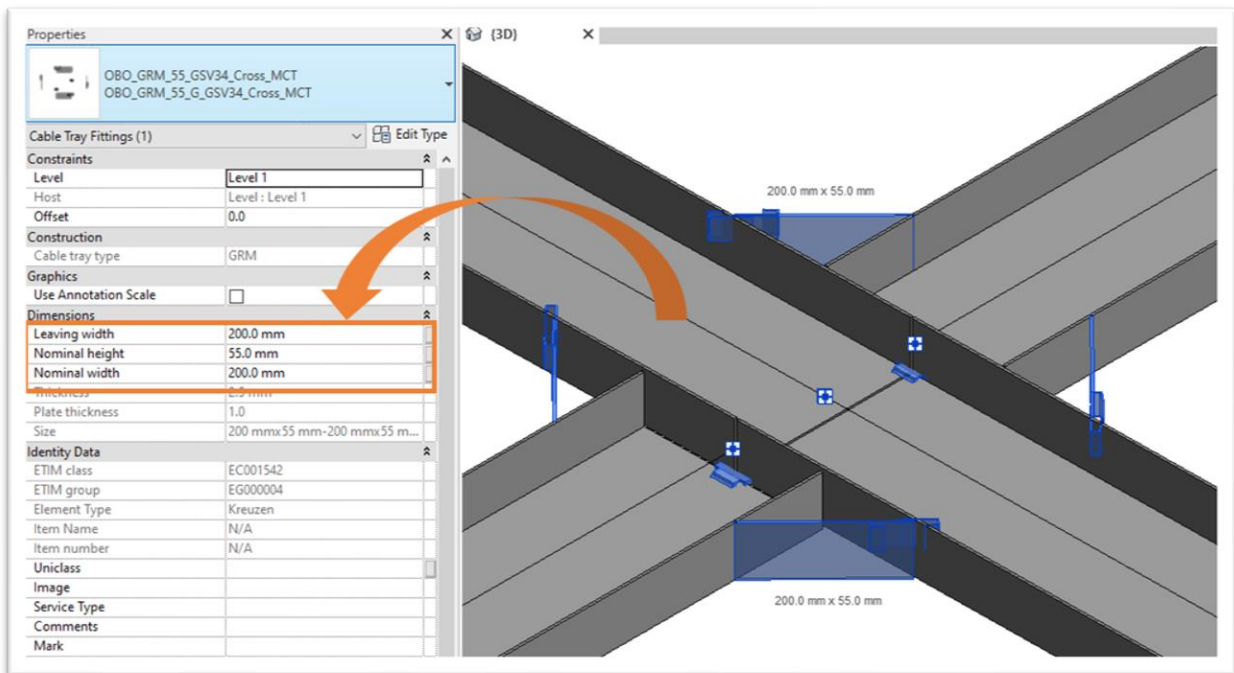 Properties
{3D}
OBO_GRM_55_GSV34_Cross_MCT
OBO_GRM_55_G_GSV34_Cross_MCT
Cable Tray Fittings (1)
Edit Type
Constraints
Level Level 1
Host Level : Level 1
Offset 0.0
Construction
Cable tray type GRM
Graphics
Use Annotation Scale
Dimensions
Leaving width 200.0 mm
Nominal height 55.0 mm
Nominal width 200.0 mm
Plate thickness 1.0
Size 200 mmx55 mm-200 mmx55 m...
Identity Data
ETIM class EC001542
ETIM group EG000004
Element Type Kreuzen
Item Name N/A
Item number N/A
Uniclass
Image
Service Type
Comments
Mark
200.0 mm x 55.0 mm
200.0 mm x 55.0 mm